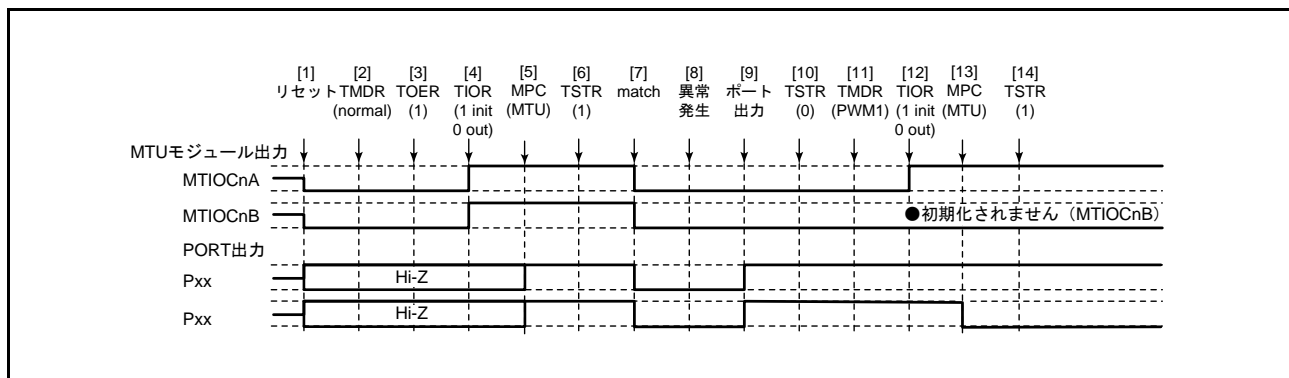 [1] [2] [3] [4] [5] [6] [7] [8] [9] [10] [11] [12] [13] [14]
リセット TMDR TOER TIOR MPC TSTR match 異常 ポート TSTR TMDR TIOR MPC TSTR
(normal) (1) (1 init (MTU) (1) 発生 出力 (0) (PWM1) (1 init (MTU) (1)
0 out) 0 out)
MTUモジュール出力
MTIOCnA
MTIOCnB ●初期化されません（MTIOCnB）
PORT出力
Pxx Hi-Z
Pxx Hi-Z